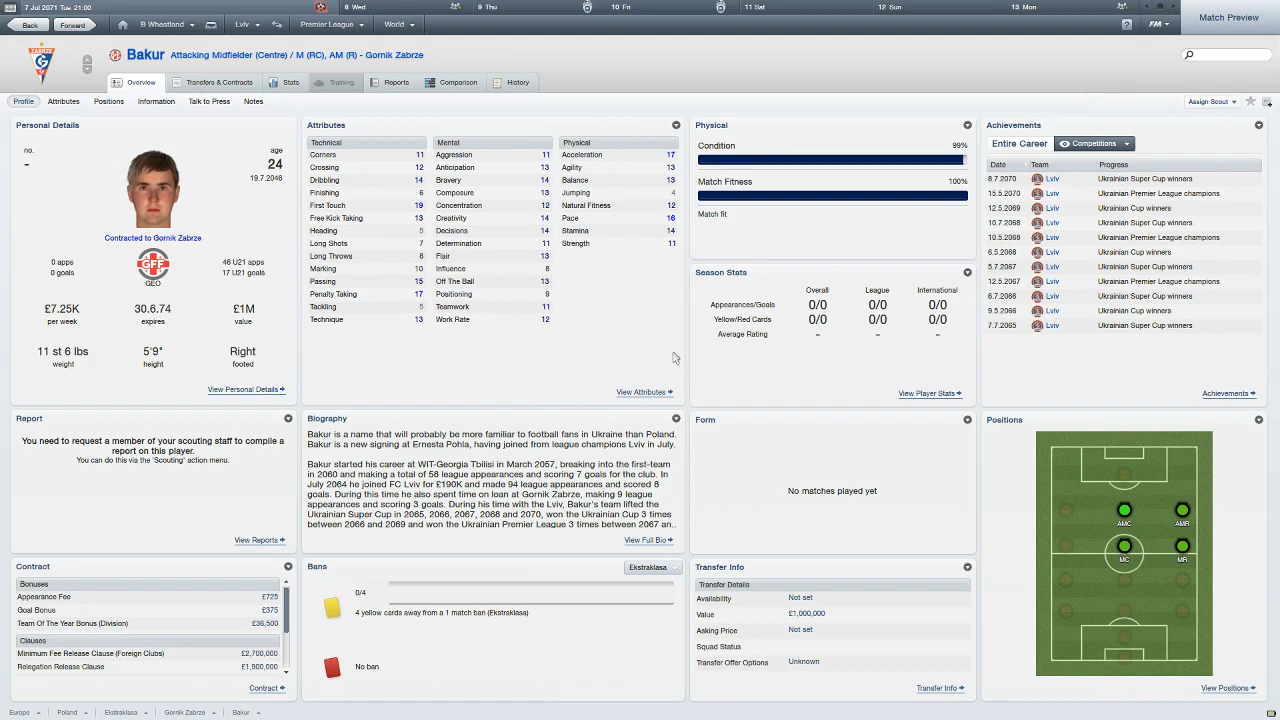 7 Jul 2071 Tue 21:00
8 Wed
9 Thu
10 Fri
11 Sat
12 Sun
13 Mon
Back
Forward
B Wheatland
Lviv
Premier League
World
?
FM
Match Preview
Bakur Attacking Midfielder (Centre) / M (RC), AM (R) - Gornik Zabrze
ZABRZE
Overview
Transfers & Contracts
Stats
Training
Reports
Comparison
History
Profile
Attributes
Positions
Information
Talk to Press
Notes
Assign Scout
Personal Details
no.
-
age
24
19.7.2046
Contracted to Gornik Zabrze
0 apps
0 goals
GFF
GEO
46 U21 apps
17 U21 goals
£7.25K
per week
30.6.74
expires
£1M
value
11 st 6 lbs
weight
5'9"
height
Right
footed
View Personal Details
Attributes
Technical
Corners 11
Crossing 12
Dribbling 14
Finishing 6
First Touch 19
Free Kick Taking 13
Heading 5
Long Shots 7
Long Throws 8
Marking 10
Passing 15
Penalty Taking 17
Tackling 5
Technique 13
Mental
Aggression 11
Anticipation 13
Bravery 14
Composure 13
Concentration 12
Creativity 14
Decisions 14
Determination 11
Flair 13
Influence 8
Off The Ball 13
Positioning 9
Teamwork 11
Work Rate 12
Physical
Acceleration 17
Agility 13
Balance 13
Jumping 4
Natural Fitness 12
Pace 16
Stamina 14
Strength 11
View Attributes
Physical
Condition 99%
Match Fitness 100%
Match fit
Season Stats
Overall League International
Appearances/Goals 0/0 0/0 0/0
Yellow/Red Cards 0/0 0/0 0/0
Average Rating - - -
View Player Stats
Achievements
Entire Career
Competitions
Date Team Progress
8.7.2070 Lviv Ukrainian Super Cup winners
15.5.2070 Lviv Ukrainian Premier League champions
12.5.2069 Lviv Ukrainian Cup winners
10.7.2068 Lviv Ukrainian Super Cup winners
10.5.2068 Lviv Ukrainian Premier League champions
6.5.2068 Lviv Ukrainian Cup winners
5.7.2067 Lviv Ukrainian Super Cup winners
12.5.2067 Lviv Ukrainian Premier League champions
6.7.2066 Lviv Ukrainian Super Cup winners
9.5.2066 Lviv Ukrainian Cup winners
7.7.2065 Lviv Ukrainian Super Cup winners
Achievements
Report
You need to request a member of your scouting staff to compile a
report on this player.
You can do this via the 'Scouting' action menu.
View Reports
Biography
Bakur is a name that will probably be more familiar to football fans in Ukraine than Poland.
Bakur is a new signing at Ernesta Pohla, having joined from league champions Lviv in July.
Bakur started his career at WIT-Georgia Tbilisi in March 2057, breaking into the first-team
in 2060 and making a total of 58 league appearances and scoring 7 goals for the club. In
July 2064 he joined FC Lviv for £190K and made 94 league appearances and scored 8
goals. During this time he also spent time on loan at Gornik Zabrze, making 9 league
appearances and scoring 3 goals. During his time with the Lviv, Bakur's team lifted the
Ukrainian Super Cup in 2065, 2066, 2067, 2068 and 2070, won the Ukrainian Cup 3 times
between 2066 and 2069 and won the Ukrainian Premier League 3 times between 2067 an..
View Full Bio
Form
No matches played yet
Positions
AMC
AMR
MC
MR
View Positions
Contract
Bonuses
Appearance Fee £725
Goal Bonus £375
Team Of The Year Bonus (Division) £36,500
Clauses
Minimum Fee Release Clause (Foreign Clubs) £2,700,000
Relegation Release Clause £1,900,000
Contract
Bans
Ekstraklasa
0/4
4 yellow cards away from a 1 match ban (Ekstraklasa)
No ban
Transfer Info
Transfer Details
Availability Not set
Value £1,000,000
Asking Price Not set
Squad Status
Transfer Offer Options Unknown
Transfer Info
Europe
Poland
Ekstraklasa
Gornik Zabrze
Bakur